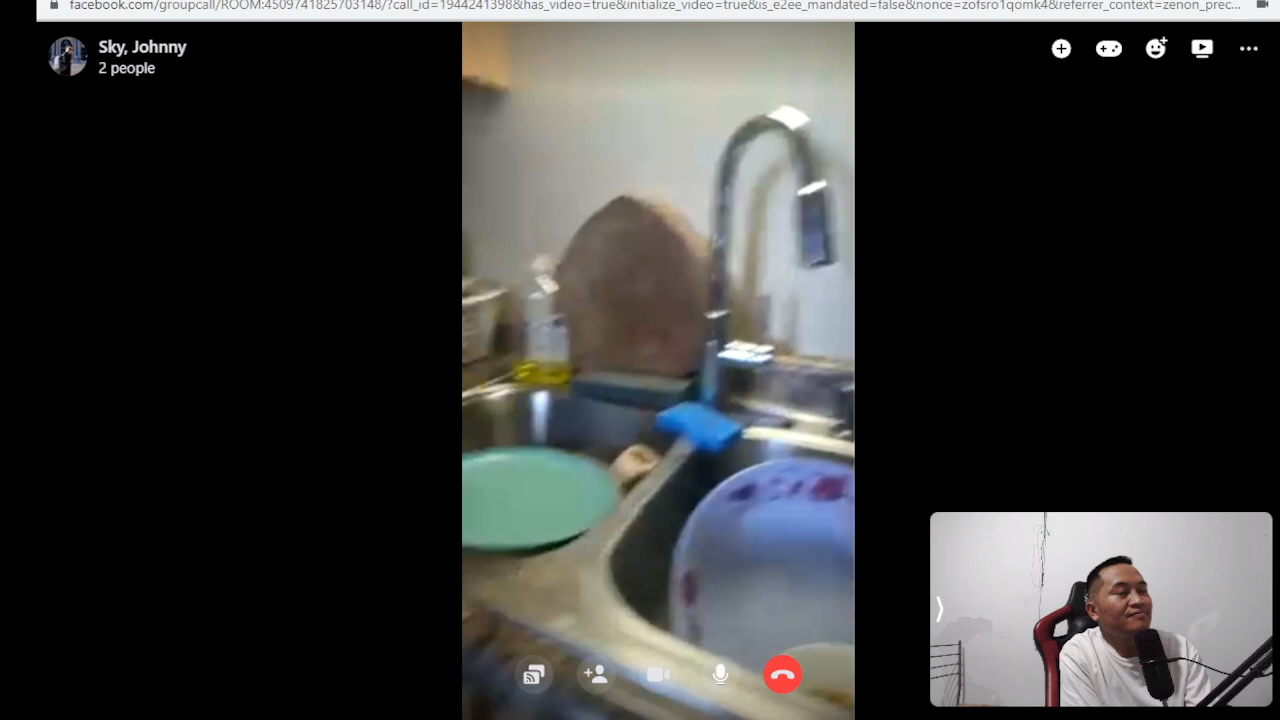 facebook.com/groupcall/ROOM:4509741825703148/?call_id=1944241398&has_video=true&initialize_video=true&is_e2ee_mandated=false&nonce=zofsro1qomk4&referrer_context=zenon_prec...
Sky, Johnny
2 people